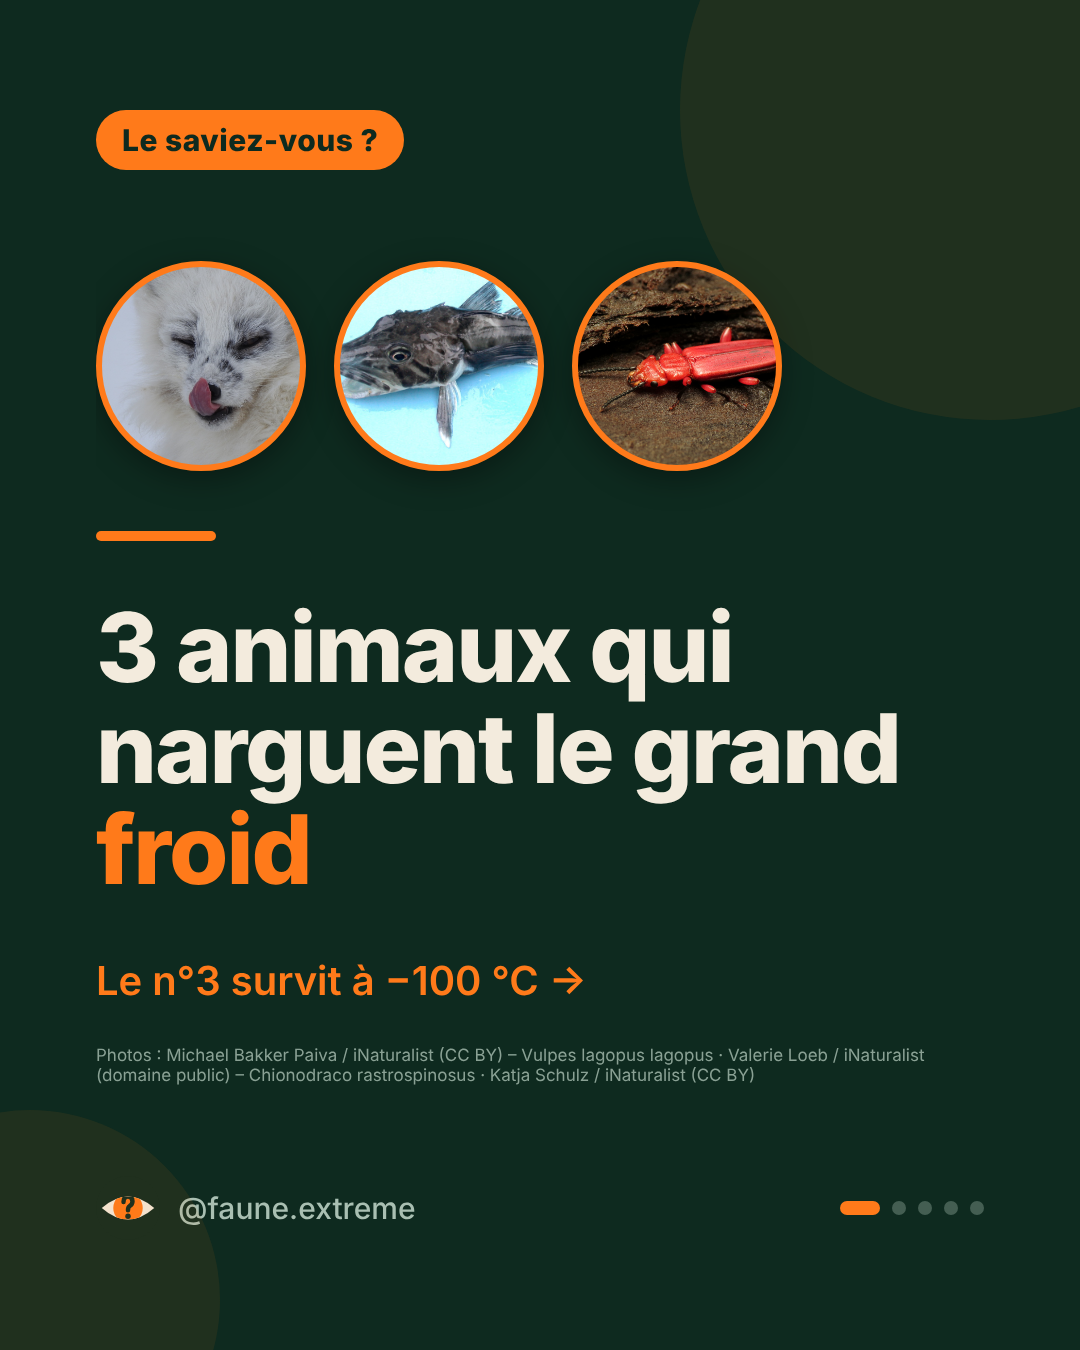 Le saviez-vous ?
3 animaux qui
narguent le grand
froid
Le n°3 survit à −100 °C →
Photos : Michael Bakker Paiva / iNaturalist (CC BY) – Vulpes lagopus lagopus · Valerie Loeb / iNaturalist
(domaine public) – Chionodraco rastrospinosus · Katja Schulz / iNaturalist (CC BY)
?
@faune.extreme